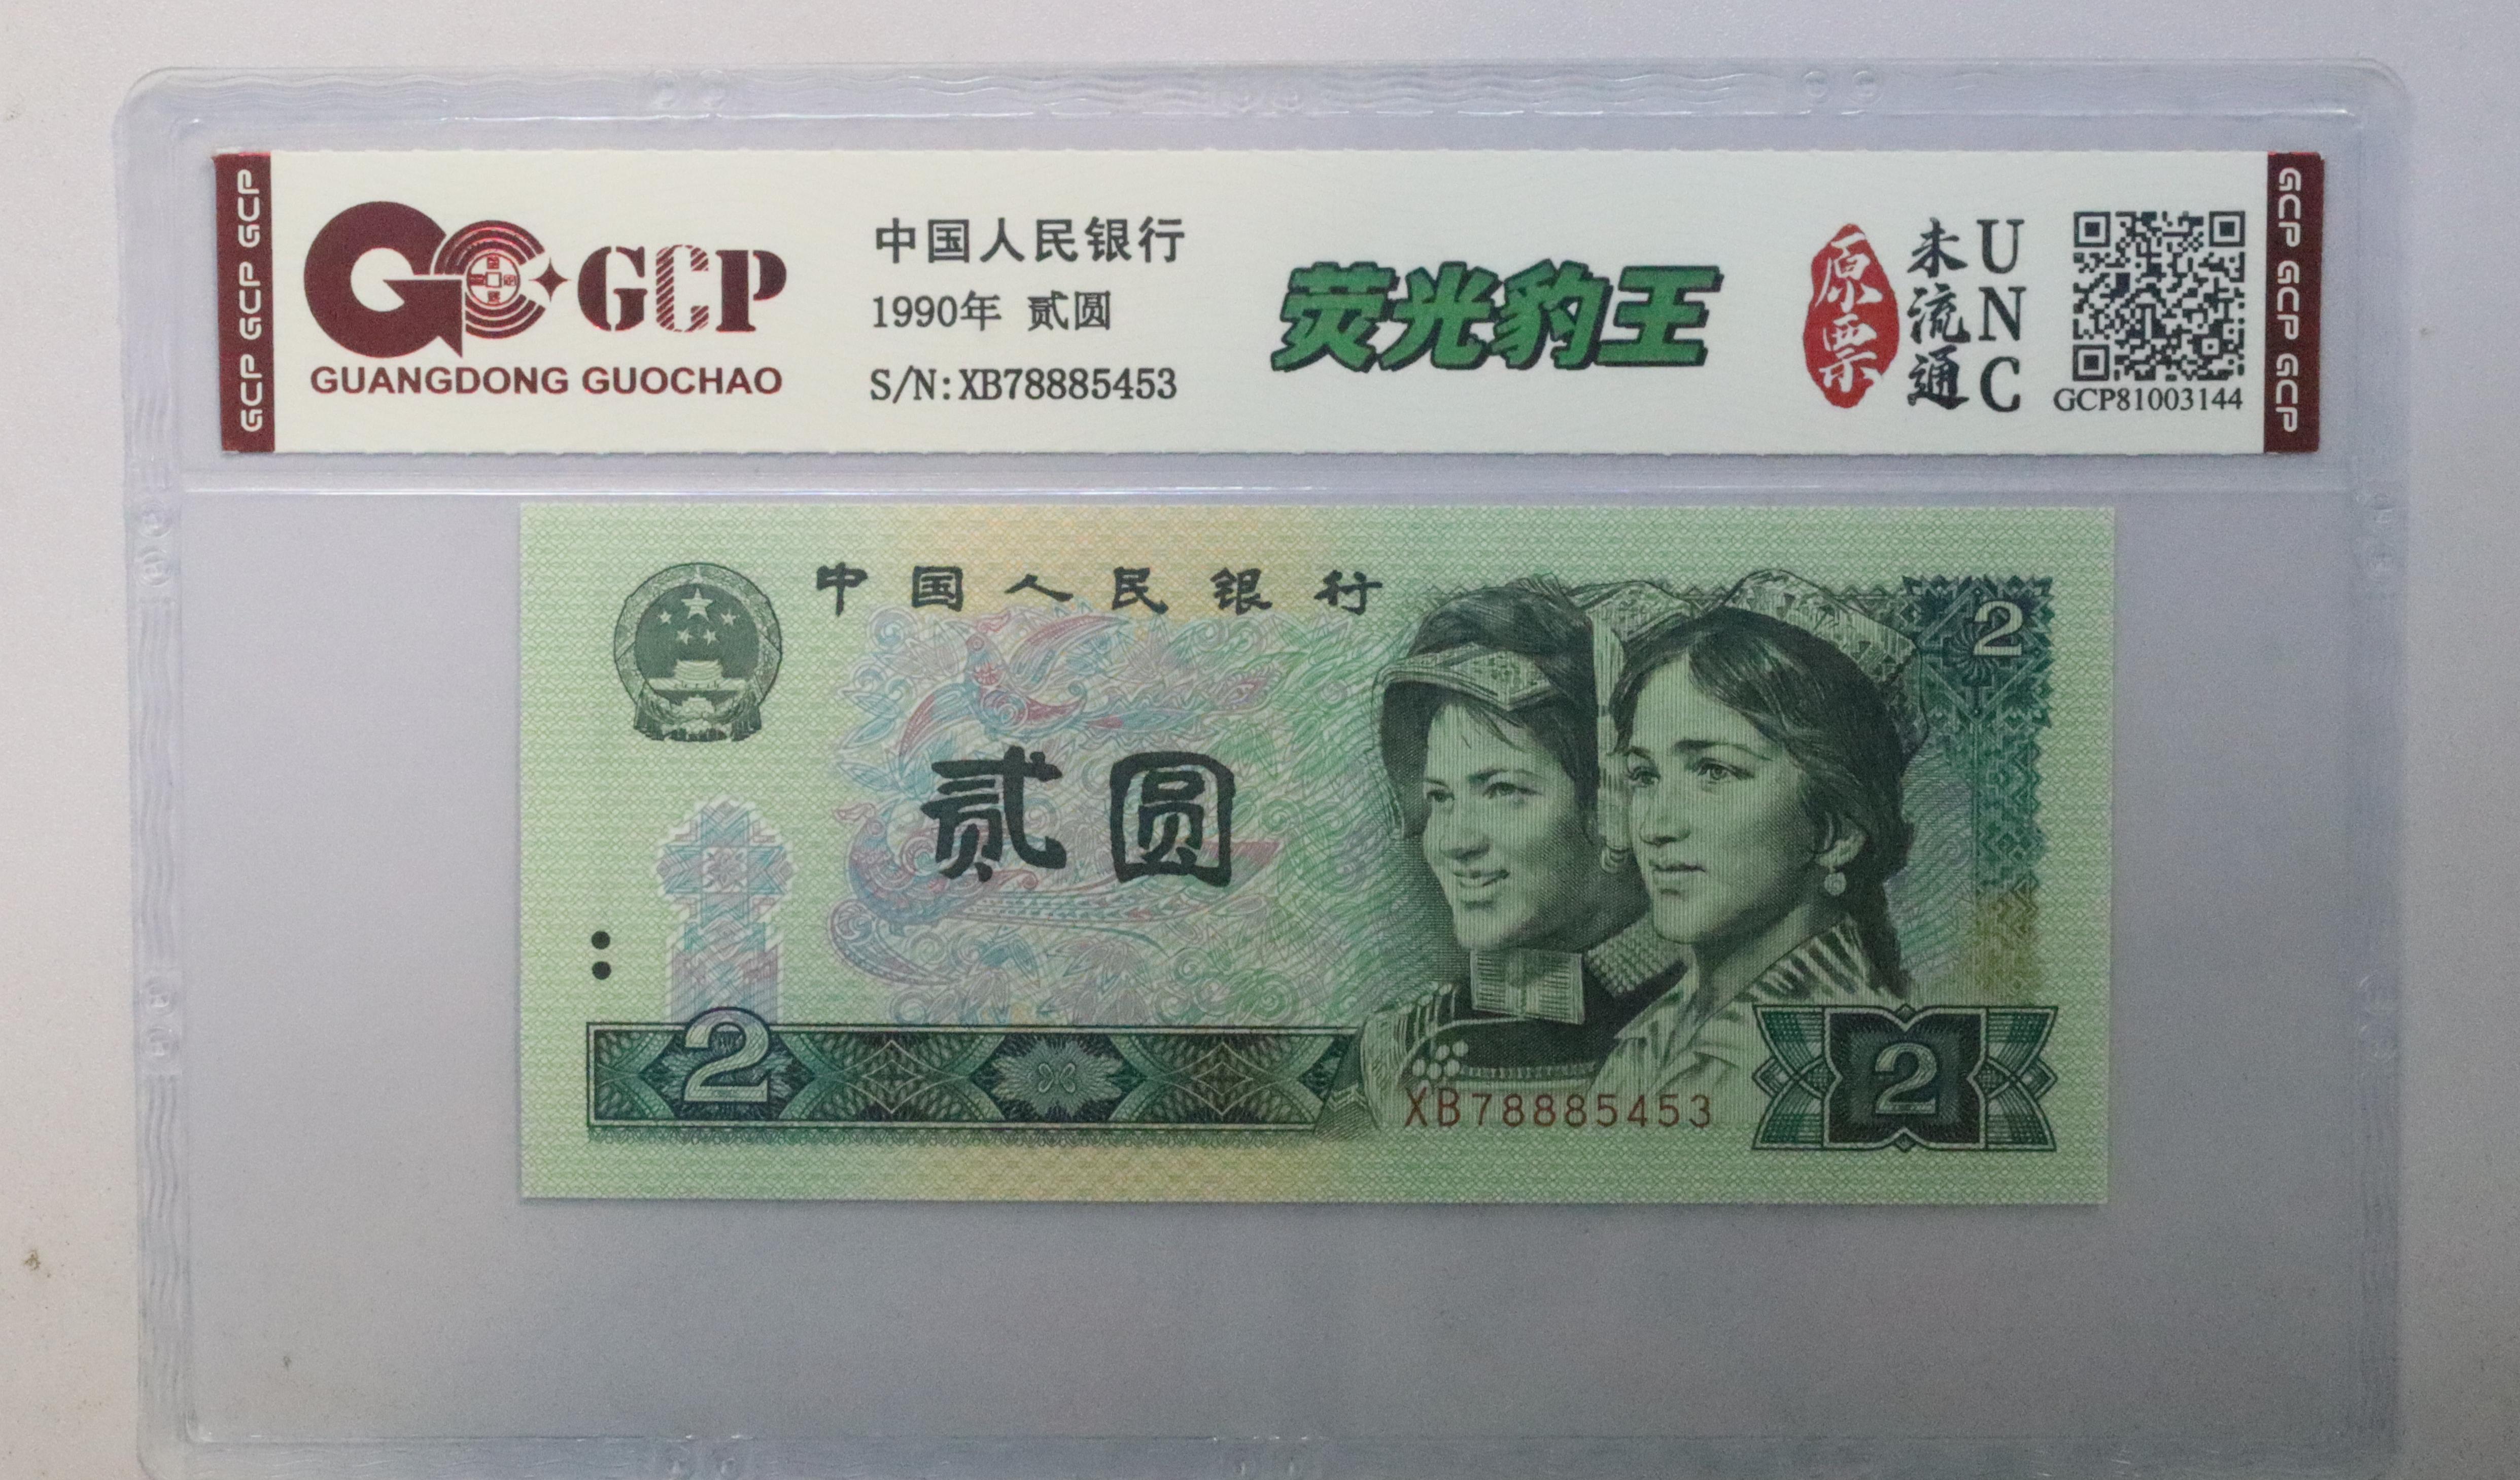 GCP GCP GCP
GCP
GUANGDONG GUOCHAO
中国人民银行
1990年 贰圆
S/N:XB78885453
荧光豹王
原票
未流通
UNC
GCP81003144
GCP GCP GCP
中国人民银行
2
贰圆
2
XB78885453
2